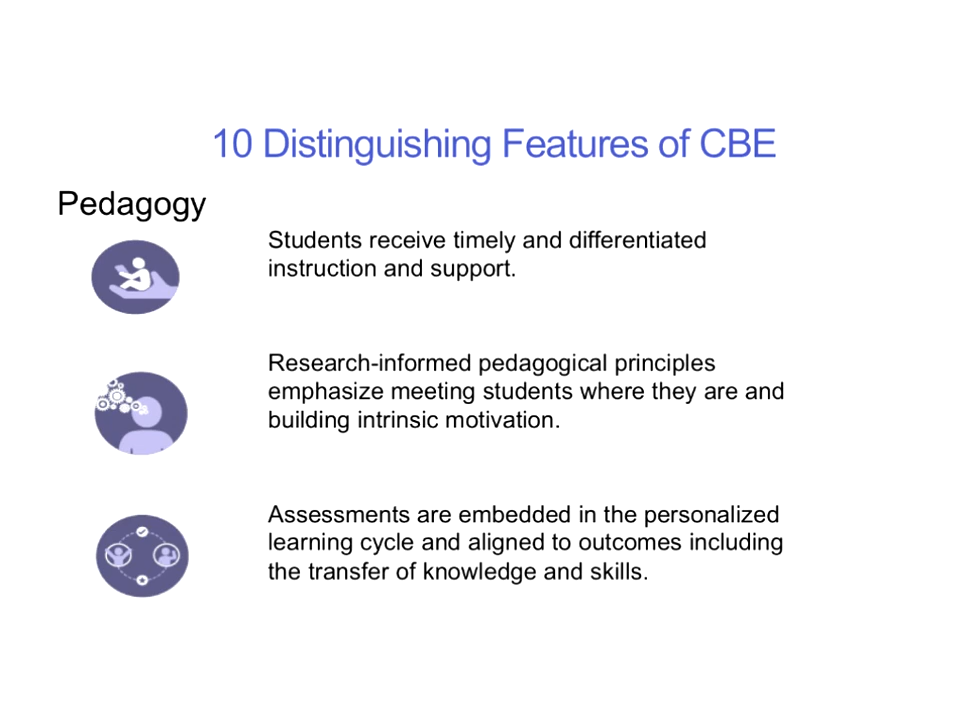 10 Distinguishing Features of CBE
Pedagogy
Students receive timely and differentiated
instruction and support.
Research-informed pedagogical principles
emphasize meeting students where they are and
building intrinsic motivation.
Assessments are embedded in the personalized
learning cycle and aligned to outcomes including
the transfer of knowledge and skills.